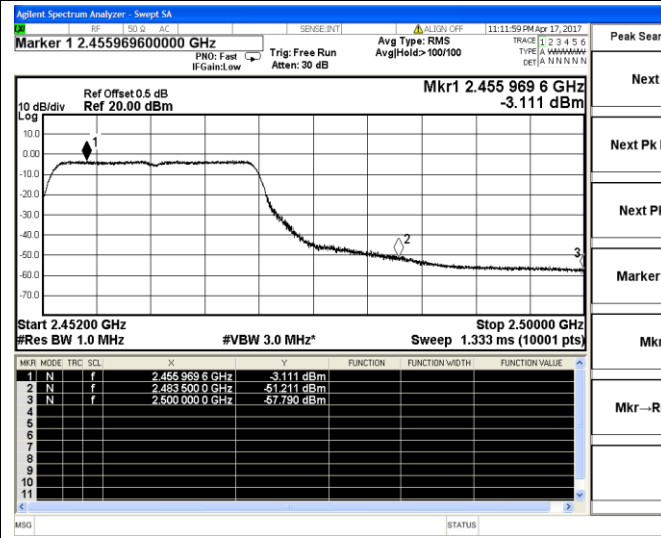 Agilent Spectrum Analyzer - Swept SA
RF 50 Ω AC SENSE:INT ALIGN OFF 11:11:59 PM Apr 17, 2017
Marker 1 2.455969600000 GHz
PNO: Fast
IFGain:Low
Trig: Free Run
Atten: 30 dB
Avg Type: RMS
Avg|Hold:> 100/100
TRACE 1 2 3 4 5 6
TYPE A WWWWW
DET A N N N N N
Peak Sear
Mkr1 2.455 969 6 GHz
-3.111 dBm
Ref Offset 0.5 dB
10 dB/div Ref 20.00 dBm
Log
10.0
0.00
-10.0
-20.0
-30.0
-40.0
-50.0
-60.0
-70.0
1
2
3
Start 2.45200 GHz Stop 2.50000 GHz
#Res BW 1.0 MHz #VBW 3.0 MHz* Sweep 1.333 ms (10001 pts)
MKR MODE TRC SCL X Y FUNCTION FUNCTION WIDTH FUNCTION VALUE
1 N f 2.455 969 6 GHz -3.111 dBm
2 N f 2.483 500 0 GHz -51.211 dBm
3 N f 2.500 000 0 GHz -57.790 dBm
4
5
6
7
8
9
10
11
MSG STATUS
Next
Next Pk
Next Pk
Marker
Mkr
Mkr→R